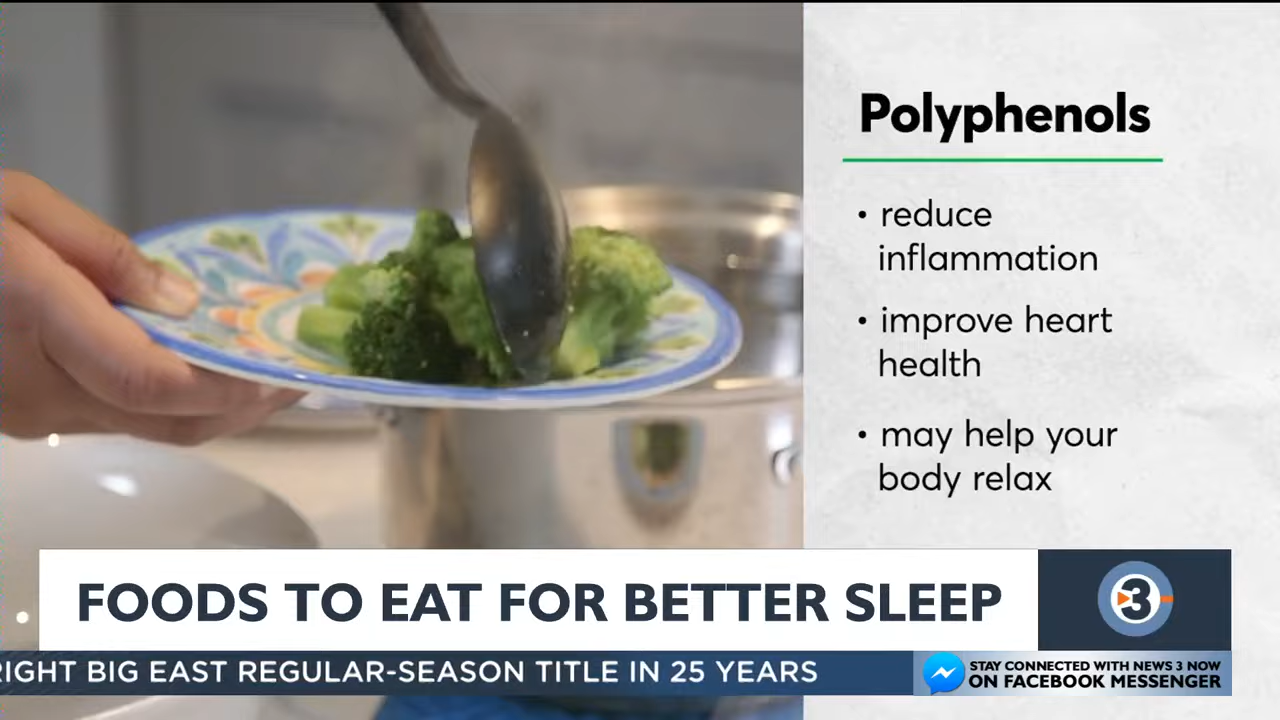 Polyphenols
• reduce
inflammation
• improve heart
health
• may help your
body relax
FOODS TO EAT FOR BETTER SLEEP
3
RIGHT BIG EAST REGULAR-SEASON TITLE IN 25 YEARS
STAY CONNECTED WITH NEWS 3 NOW
ON FACEBOOK MESSENGER